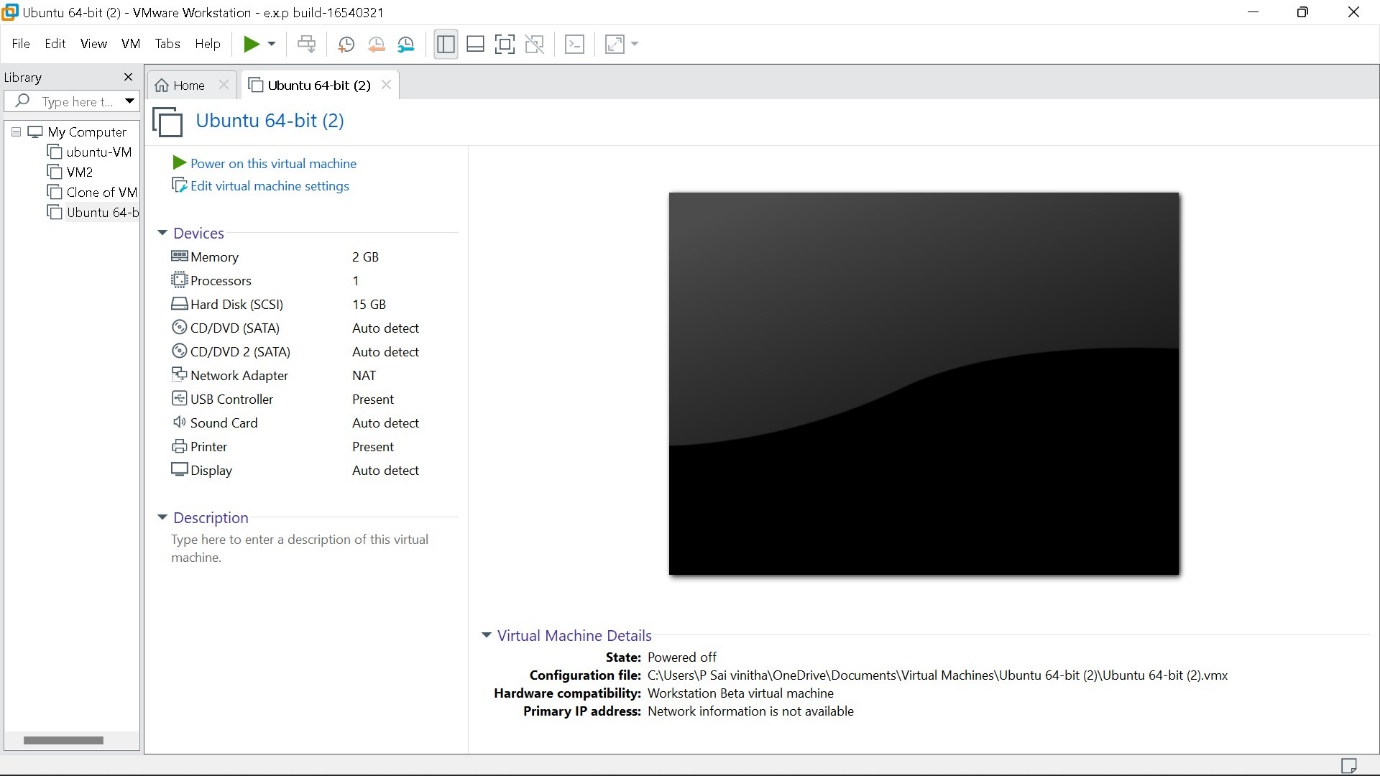 Ubuntu 64-bit (2) - VMware Workstation - e.x.p build-16540321
File Edit View VM Tabs Help
Library
Type here t...
Home
Ubuntu 64-bit (2)
My Computer
ubuntu-VM
VM2
Clone of VM
Ubuntu 64-b
Ubuntu 64-bit (2)
Power on this virtual machine
Edit virtual machine settings
Devices
Memory 2 GB
Processors 1
Hard Disk (SCSI) 15 GB
CD/DVD (SATA) Auto detect
CD/DVD 2 (SATA) Auto detect
Network Adapter NAT
USB Controller Present
Sound Card Auto detect
Printer Present
Display Auto detect
Description
Type here to enter a description of this virtual
machine.
Virtual Machine Details
State: Powered off
Configuration file: C:\Users\P Sai vinitha\OneDrive\Documents\Virtual Machines\Ubuntu 64-bit (2)\Ubuntu 64-bit (2).vmx
Hardware compatibility: Workstation Beta virtual machine
Primary IP address: Network information is not available